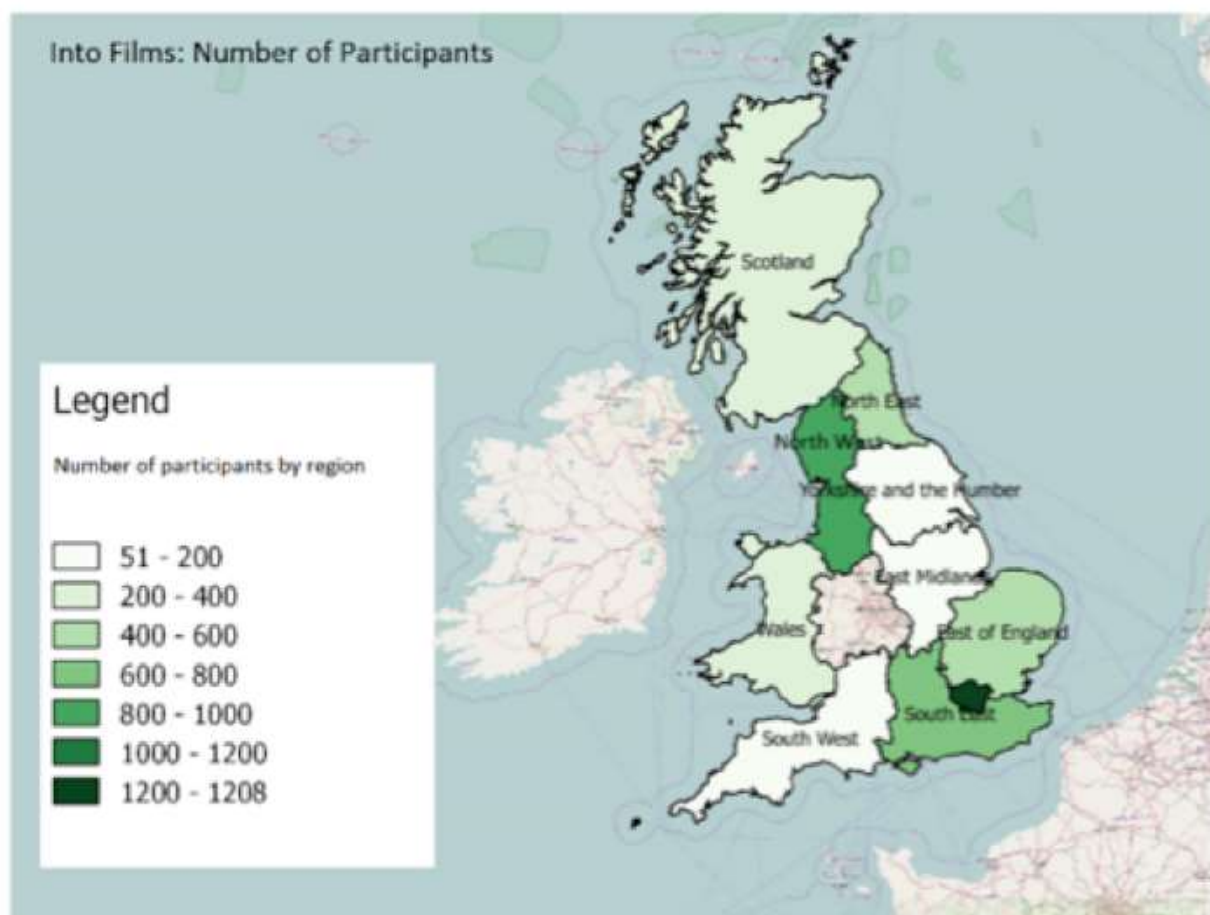 Into Films: Number of Participants
Scotland
Legend
North East
North West
Number of participants by region
Yorkshire and the Humber
51 - 200
East Midlands
200 - 400
400 - 600
Wales
East of England
600 - 800
800 - 1000
South East
South West
1000 - 1200
1200 - 1208